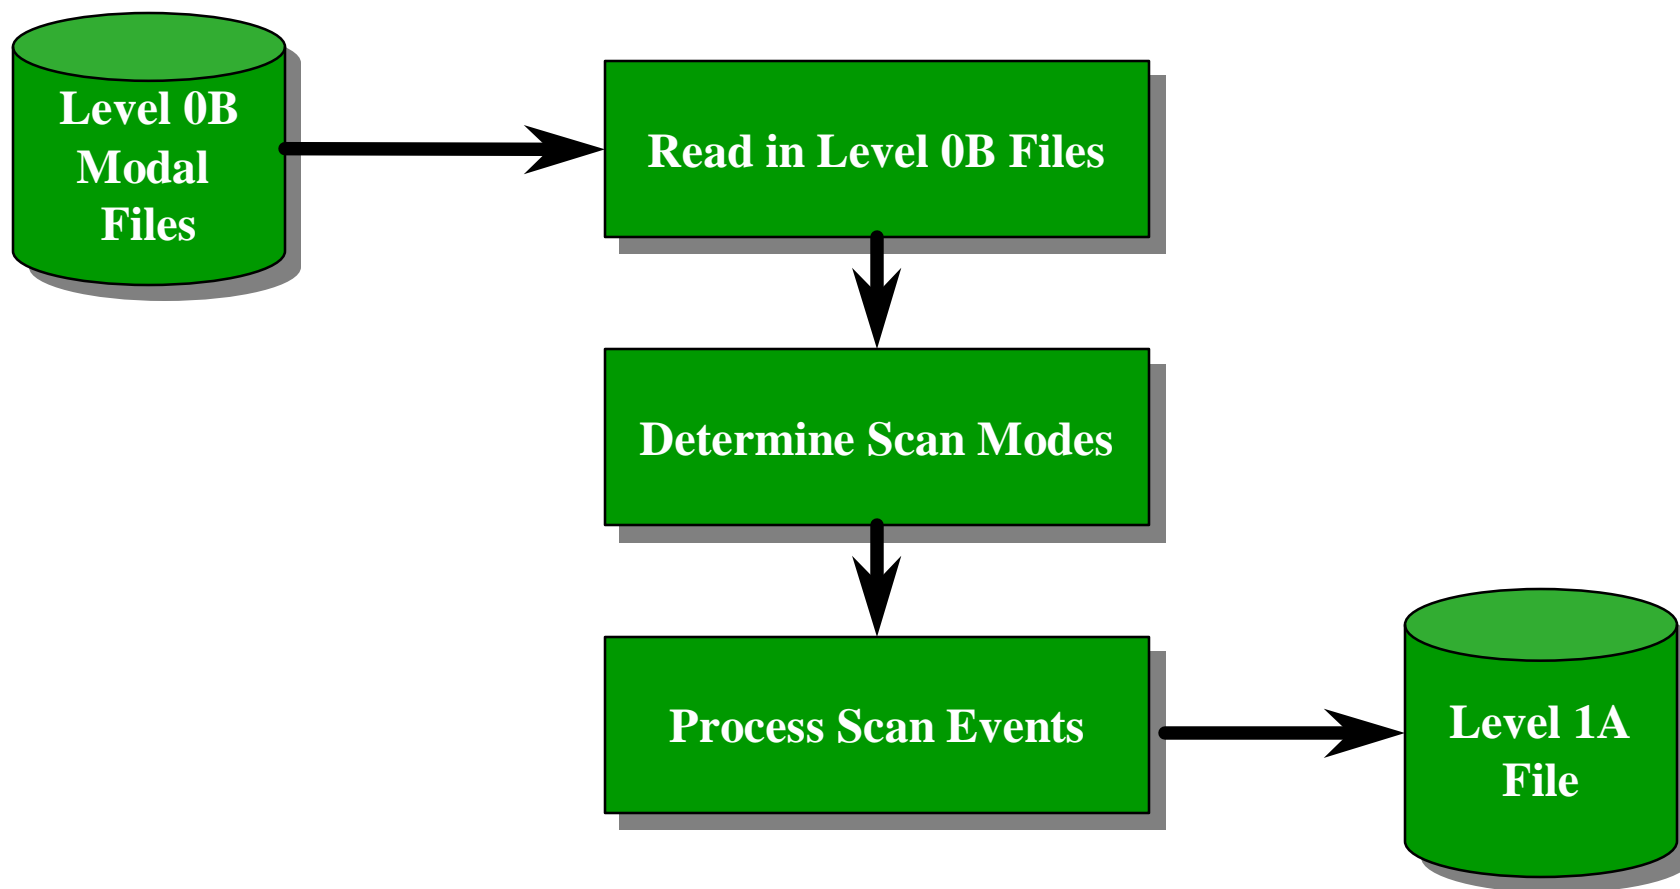 Level 0B
Modal
Files
Read in Level 0B Files
Determine Scan Modes
Process Scan Events
Level 1A
File